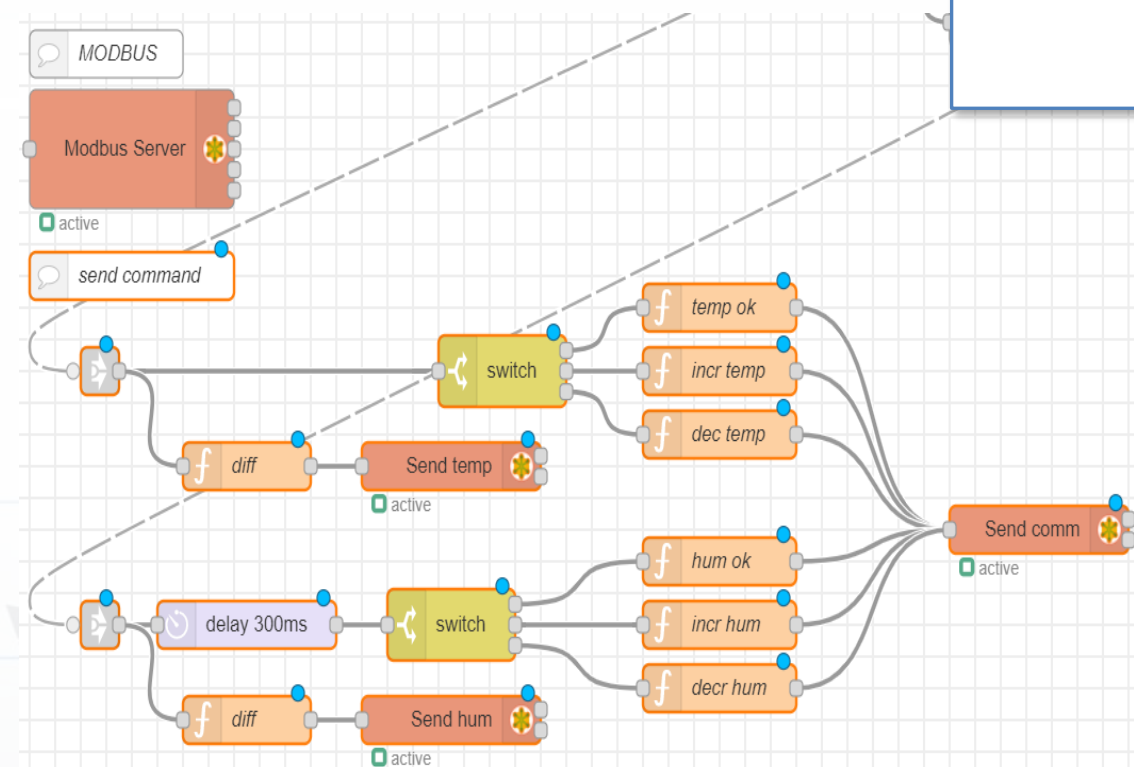 MODBUS
Modbus Server
active
send command
temp ok
switch
incr temp
dec temp
diff
Send temp
active
Send comm
active
hum ok
delay 300ms
switch
incr hum
decr hum
diff
Send hum
active